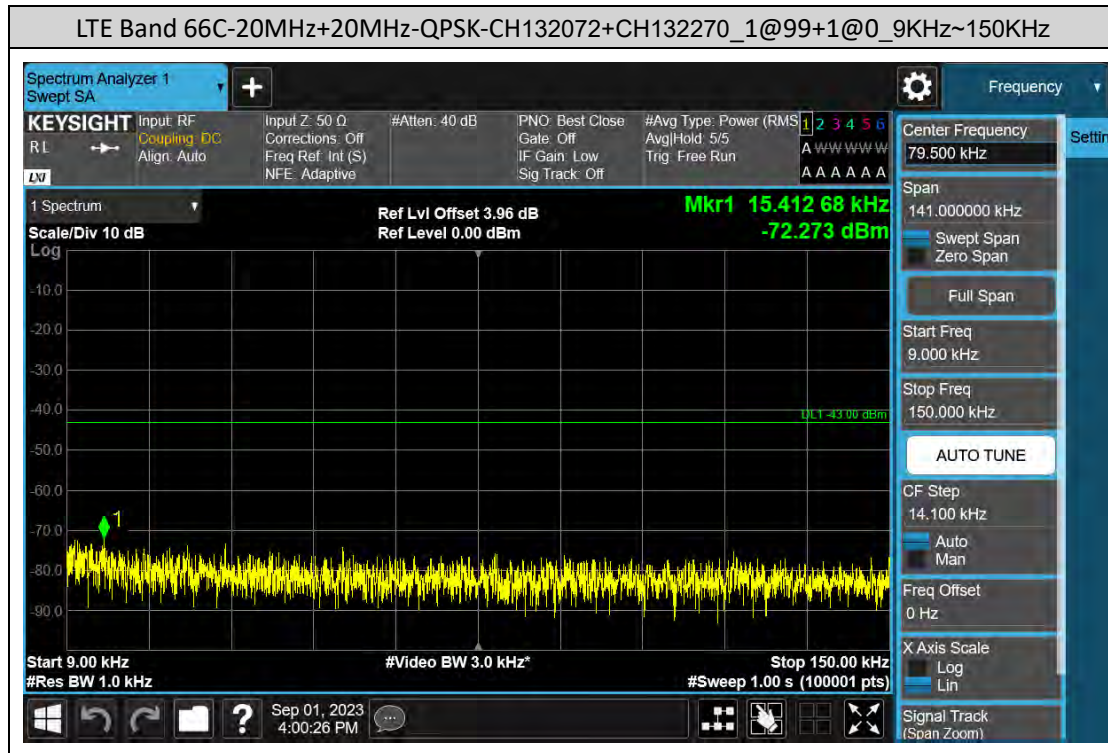 LTE Band 66C-20MHz+20MHz-QPSK-CH132072+CH132270_1@99+1@0_9KHz~150KHz
Spectrum Analyzer 1
Swept SA
+
Frequency
KEYSIGHT
RL
LXI
Input: RF
Coupling: DC
Align: Auto
Input Z: 50 Ω
Corrections: Off
Freq Ref: Int (S)
NFE: Adaptive
#Atten: 40 dB
PNO: Best Close
Gate: Off
IF Gain: Low
Sig Track: Off
#Avg Type: Power (RMS
Avg|Hold: 5/5
Trig: Free Run
1 2 3 4 5 6
A W W W W W
A A A A A A
Center Frequency
79.500 kHz
Settin
Span
141.000000 kHz
Swept Span
Zero Span
Full Span
Start Freq
9.000 kHz
Stop Freq
150.000 kHz
AUTO TUNE
CF Step
14.100 kHz
Auto
Man
Freq Offset
0 Hz
X Axis Scale
Log
Lin
Signal Track
(Span Zoom)
1 Spectrum
Scale/Div 10 dB
Log
Ref Lvl Offset 3.96 dB
Ref Level 0.00 dBm
Mkr1 15.412 68 kHz
-72.273 dBm
-10.0
-20.0
-30.0
-40.0
DL1 -43.00 dBm
-50.0
-60.0
1
-70.0
-80.0
-90.0
Start 9.00 kHz
#Res BW 1.0 kHz
#Video BW 3.0 kHz*
Stop 150.00 kHz
#Sweep 1.00 s (100001 pts)
?
Sep 01, 2023
4:00:26 PM